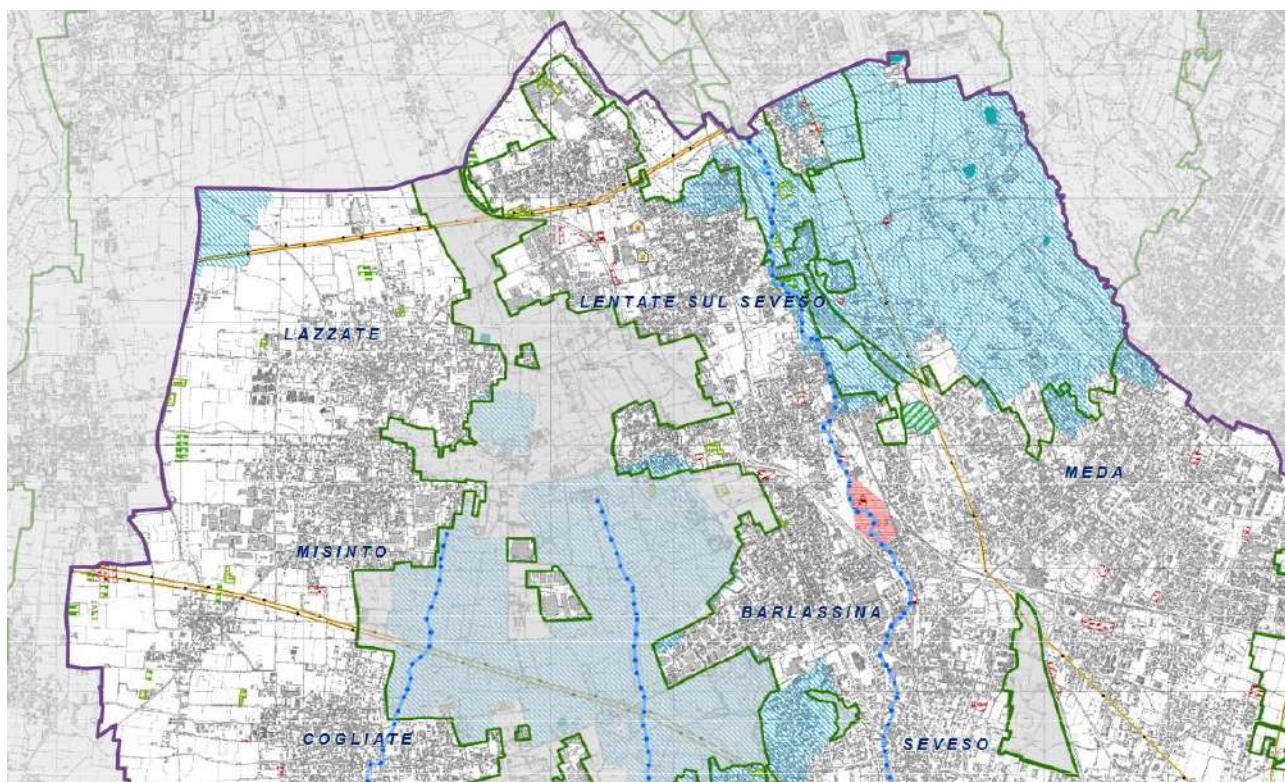 LENTATE SUL SEVESO
LAZZATE
MEDA
MISINTO
BARLASSINA
COGLIATE
SEVESO